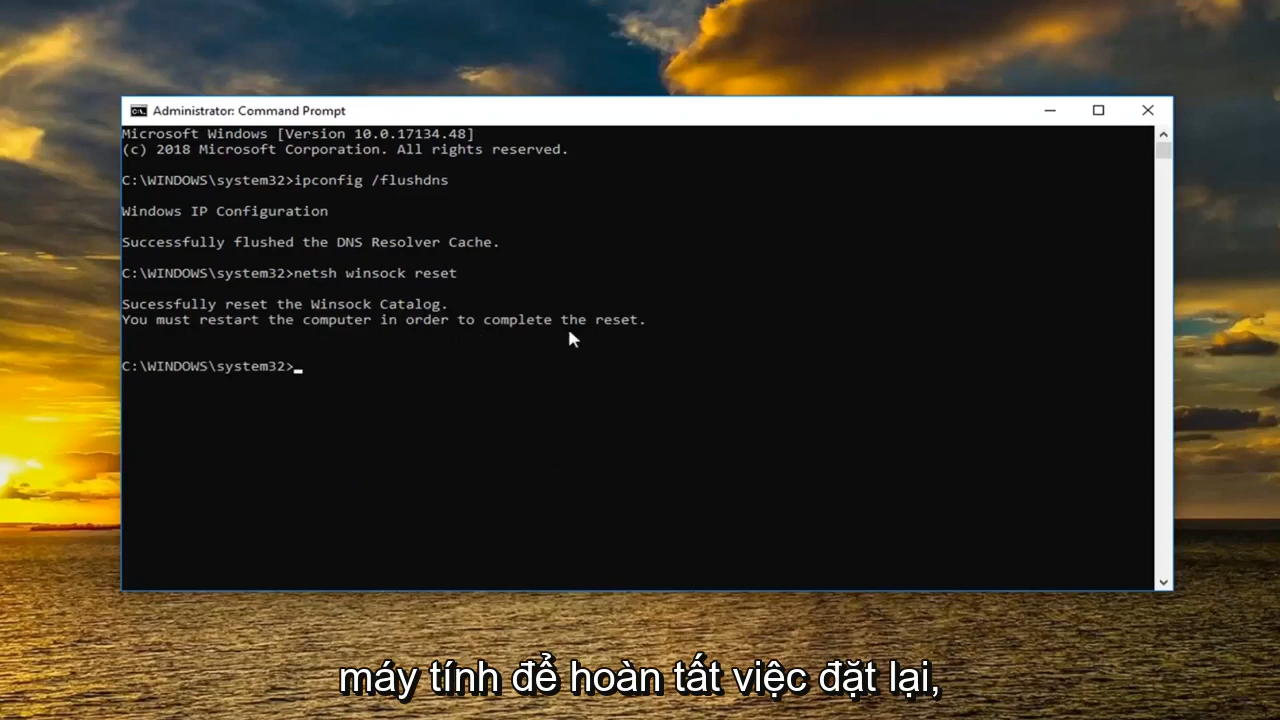 Administrator: Command Prompt
Microsoft Windows [Version 10.0.17134.48]
(c) 2018 Microsoft Corporation. All rights reserved.
C:\WINDOWS\system32>ipconfig /flushdns
Windows IP Configuration
Successfully flushed the DNS Resolver Cache.
C:\WINDOWS\system32>netsh winsock reset
Sucessfully reset the Winsock Catalog.
You must restart the computer in order to complete the reset.
C:\WINDOWS\system32>
máy tính để hoàn tất việc đặt lại,